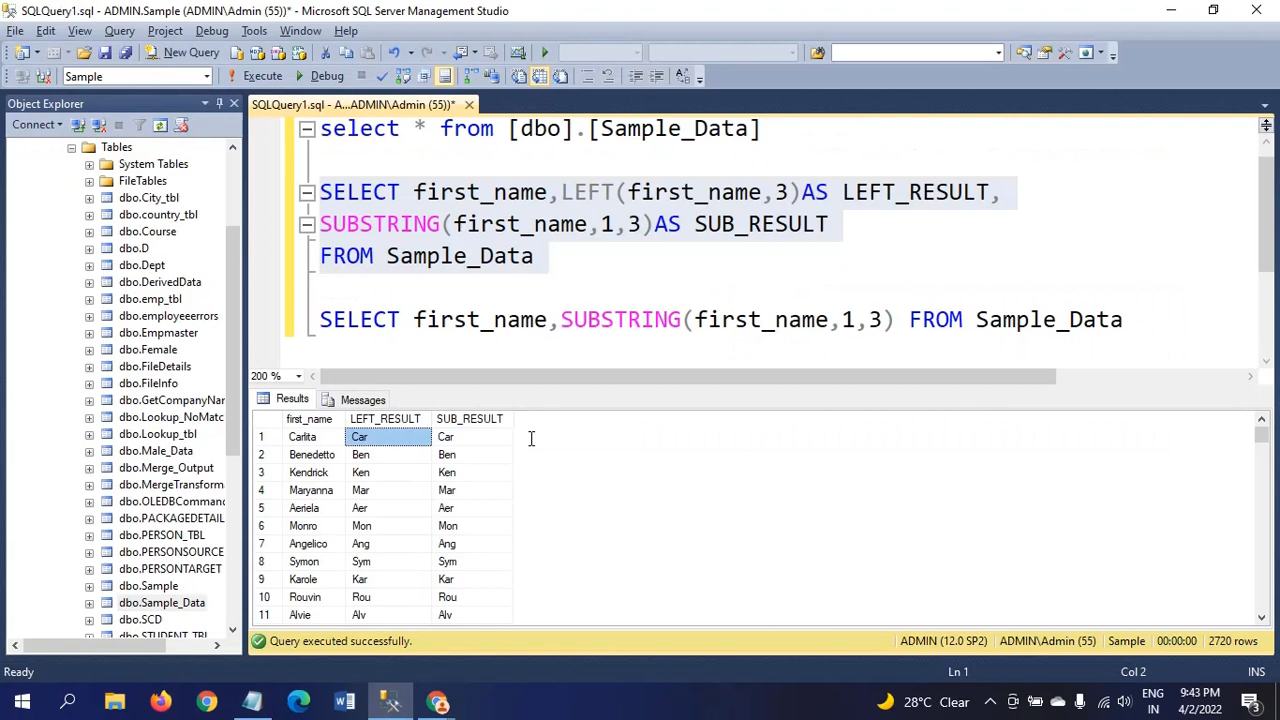 SQLQuery1.sql - ADMIN.Sample (ADMIN\Admin (55))* - Microsoft SQL Server Management Studio
File Edit View Query Project Debug Tools Window Help
New Query
Sample Execute Debug
Object Explorer
SQLQuery1.sql - A...ADMIN\Admin (55))*
Connect
Tables
System Tables
FileTables
dbo.City_tbl
dbo.country_tbl
dbo.Course
dbo.D
dbo.Dept
dbo.DerivedData
dbo.emp_tbl
dbo.employeeerrors
dbo.Empmaster
dbo.Female
dbo.FileDetails
dbo.FileInfo
dbo.GetCompanyNar
dbo.Lookup_NoMatc
dbo.Lookup_tbl
dbo.Male_Data
dbo.Merge_Output
dbo.MergeTransform
dbo.OLEDBComman
dbo.PACKAGEDETAIL
dbo.PERSON_TBL
dbo.PERSONSOURCE
dbo.PERSONTARGET
dbo.Sample
dbo.Sample_Data
dbo.SCD
dbo.STUDENT_TBL
select * from [dbo].[Sample_Data]
SELECT first_name,LEFT(first_name,3)AS LEFT_RESULT,
SUBSTRING(first_name,1,3)AS SUB_RESULT
FROM Sample_Data
SELECT first_name,SUBSTRING(first_name,1,3) FROM Sample_Data
200 %
Results Messages
first_name LEFT_RESULT SUB_RESULT
1 Carlita Car Car
2 Benedetto Ben Ben
3 Kendrick Ken Ken
4 Maryanna Mar Mar
5 Aeriela Aer Aer
6 Monro Mon Mon
7 Angelico Ang Ang
8 Symon Sym Sym
9 Karole Kar Kar
10 Rouvin Rou Rou
11 Alvie Alv Alv
Query executed successfully. ADMIN (12.0 SP2) ADMIN\Admin (55) Sample 00:00:00 2720 rows
Ready Ln 1 Col 2 INS
28°C Clear ENG IN 9:43 PM 4/2/2022 3